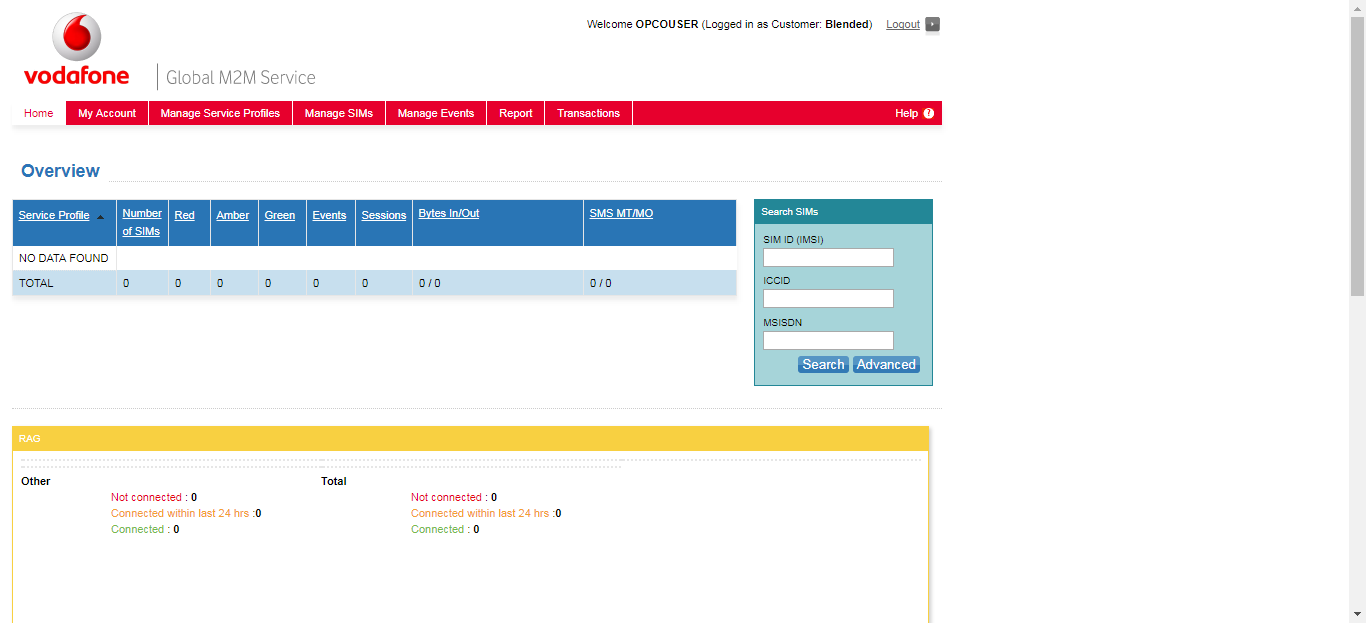 Welcome OPCOUSER (Logged in as Customer: Blended) Logout
vodafone
Global M2M Service
Home My Account Manage Service Profiles Manage SIMs Manage Events Report Transactions Help ?
Overview
Service Profile Number of SIMs Red Amber Green Events Sessions Bytes In/Out SMS MT/MO
NO DATA FOUND
TOTAL 0 0 0 0 0 0 0 / 0 0 / 0
Search SIMs
SIM ID (IMSI)
ICCID
MSISDN
Search Advanced
RAG
Other Total
Not connected : 0 Not connected : 0
Connected within last 24 hrs :0 Connected within last 24 hrs :0
Connected : 0 Connected : 0